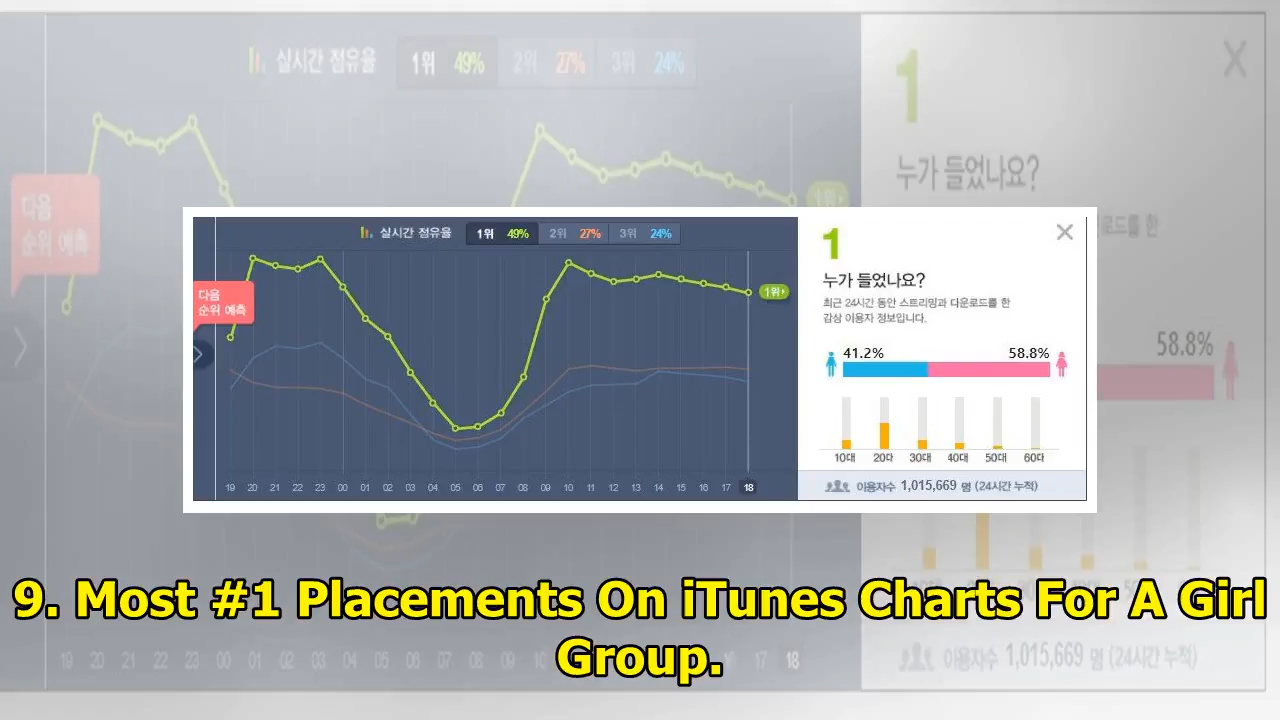 실시간 점유율 1위 49% 2위 27% 3위 24%
다음
순위 예측
1위
19 20 21 22 23 00 01 02 03 04 05 06 07 08 09 10 11 12 13 14 15 16 17 18
1
누가 들었나요?
최근 24시간 동안 스트리밍과 다운로드를 한
감상 이용자 정보입니다.
41.2% 58.8%
10대 20대 30대 40대 50대 60대
이용자수 1,015,669 명 (24시간 누적)
9. Most #1 Placements On iTunes Charts For A Girl
Group.